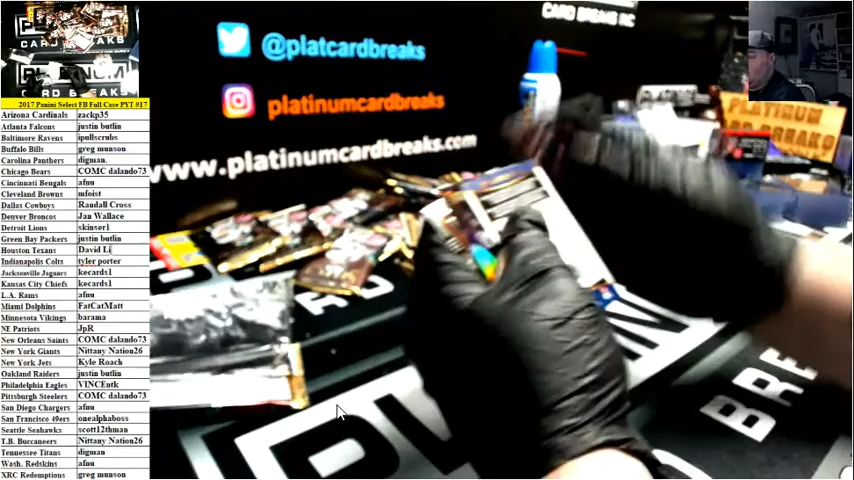 CARD BREAKS INC
@platcardbreaks
platinumcardbreaks
www.platinumcardbreaks.com
CARD BREAKS
PLATINUM
CARD BREAKS
PLATINUM
2017 Panini Select FB Full Case PYT #17
Arizona Cardinals zackp35
Atlanta Falcons justin butlin
Baltimore Ravens ipullscrubs
Buffalo Bills greg munson
Carolina Panthers digman.
Chicago Bears COMC dalando73
Cincinnati Bengals afnu
Cleveland Browns mfoist
Dallas Cowboys Randall Cross
Denver Broncos Jan Wallace
Detroit Lions skinser1
Green Bay Packers justin butlin
Houston Texans David Li
Indianapolis Colts tyler porter
Jacksonville Jaguars kecards1
Kansas City Chiefs kecards1
L.A. Rams afnu
Miami Dolphins FatCatMatt
Minnesota Vikings barama
NE Patriots JpR
New Orleans Saints COMC dalando73
New York Giants Nittany Nation26
New York Jets Kyle Roach
Oakland Raiders justin butlin
Philadelphia Eagles VINCEntk
Pittsburgh Steelers COMC dalando73
San Diego Chargers afnu
San Francisco 49ers onealphaboss
Seattle Seahawks scott12thman
T.B. Buccaneers Nittany Nation26
Tennessee Titans digman
Wash. Redskins afnu
XRC Redemptions greg munson